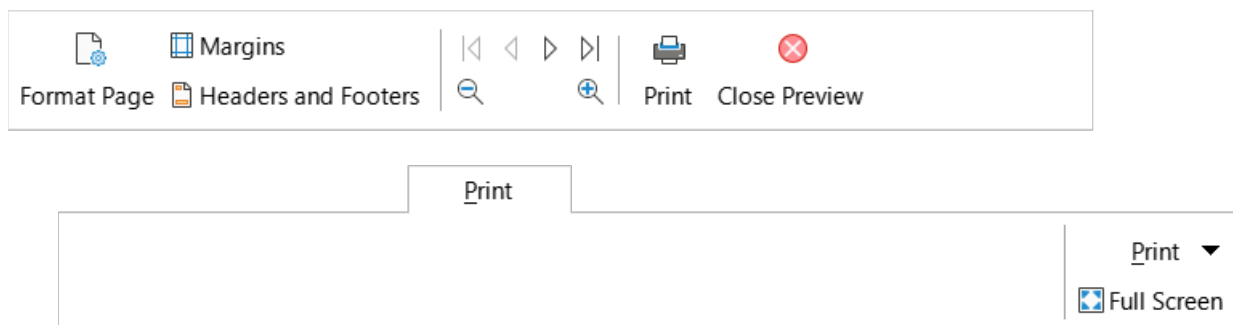 Margins
Format Page Headers and Footers Print Close Preview
Print
Print
Full Screen